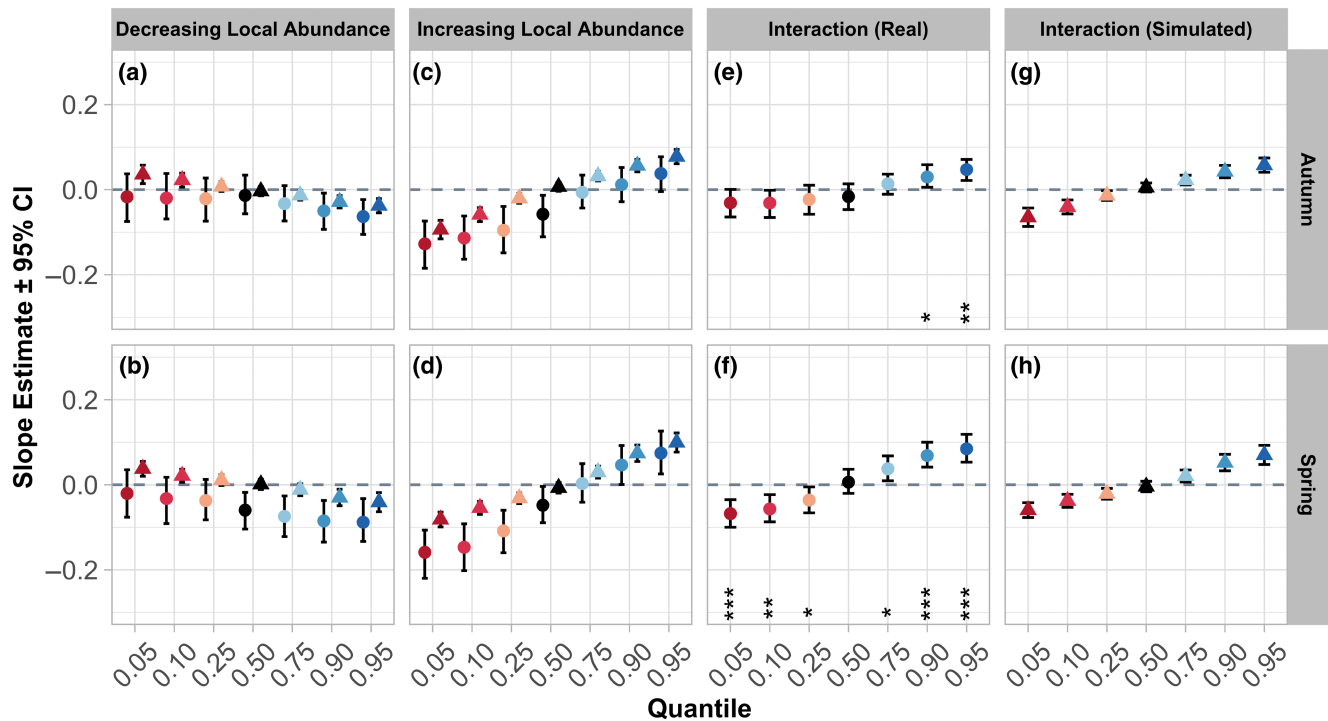 Decreasing Local Abundance
Increasing Local Abundance
Interaction (Real)
Interaction (Simulated)
(a)
(c)
(e)
(g)
0.2
0.0
−0.2
*
**
Autumn
(b)
(d)
(f)
(h)
0.2
0.0
−0.2
***
**
*
*
***
***
Spring
Slope Estimate ± 95% CI
0.05 0.10 0.25 0.50 0.75 0.90 0.95
0.05 0.10 0.25 0.50 0.75 0.90 0.95
0.05 0.10 0.25 0.50 0.75 0.90 0.95
0.05 0.10 0.25 0.50 0.75 0.90 0.95
Quantile